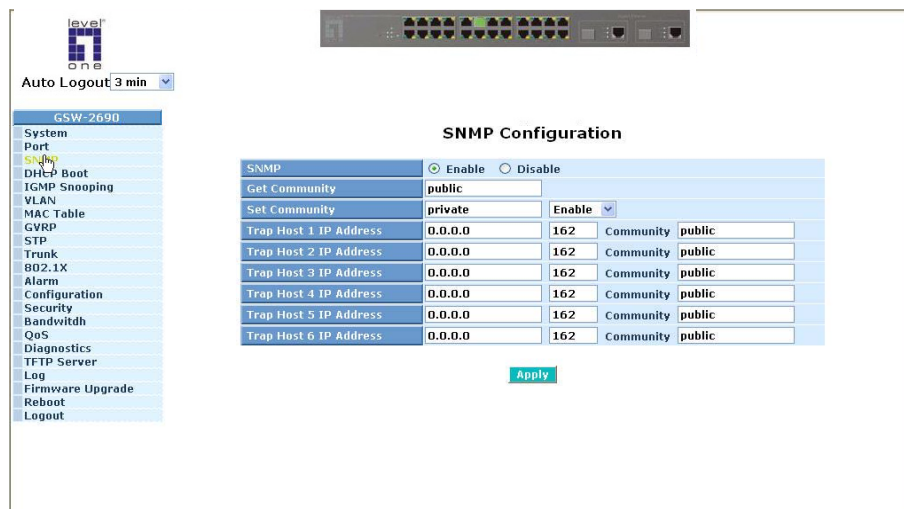 level
one
Auto Logout 3 min
GSW-2690
System
Port
SNMP
DHCP Boot
IGMP Snooping
VLAN
MAC Table
GVRP
STP
Trunk
802.1X
Alarm
Configuration
Security
Bandwitdh
QoS
Diagnostics
TFTP Server
Log
Firmware Upgrade
Reboot
Logout
SNMP Configuration
SNMP Enable Disable
Get Community public
Set Community private Enable
Trap Host 1 IP Address 0.0.0.0 162 Community public
Trap Host 2 IP Address 0.0.0.0 162 Community public
Trap Host 3 IP Address 0.0.0.0 162 Community public
Trap Host 4 IP Address 0.0.0.0 162 Community public
Trap Host 5 IP Address 0.0.0.0 162 Community public
Trap Host 6 IP Address 0.0.0.0 162 Community public
Apply